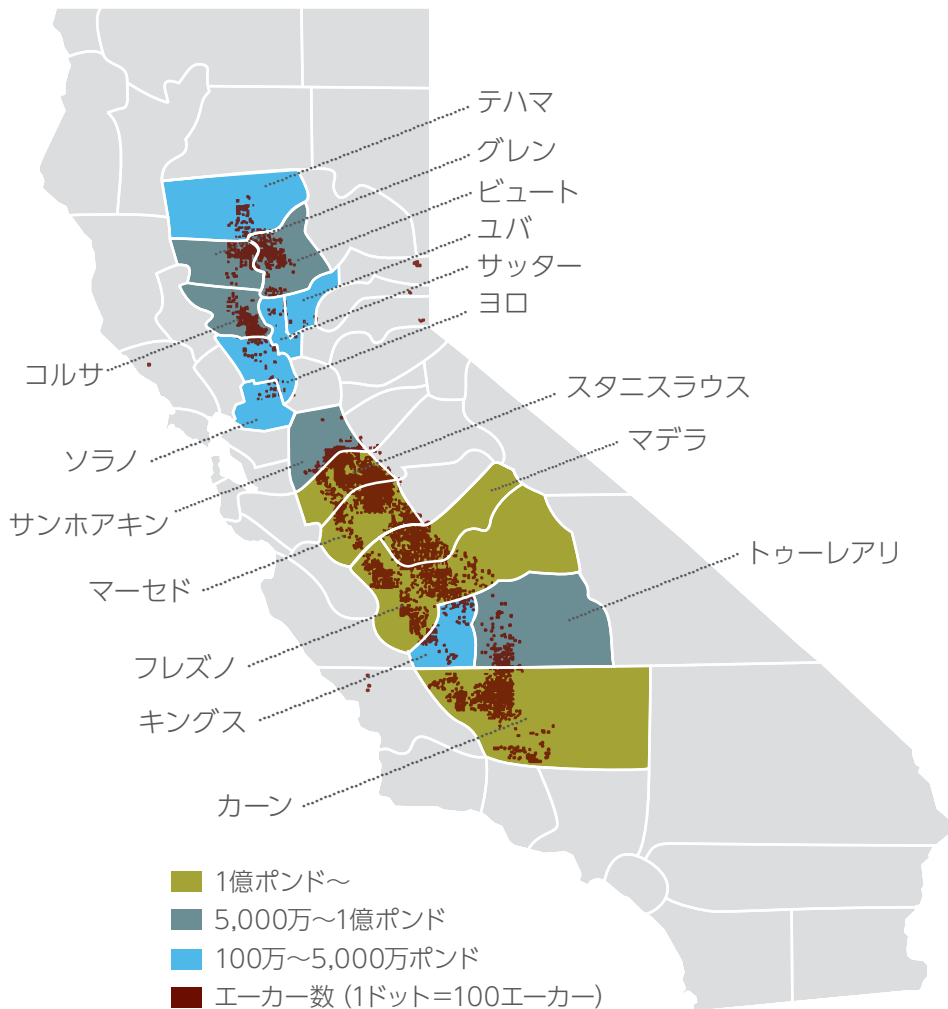 テハマ
グレン
ビュート
ユバ
サッター
ヨロ
コルサ
スタニスラウス
マデラ
ソラノ
サンホアキン
トゥーレアリ
マーセド
フレズノ
キングス
カーン
1億ポンド～
5,000万～1億ポンド
100万～5,000万ポンド
エーカー数 (1ドット＝100エーカー)